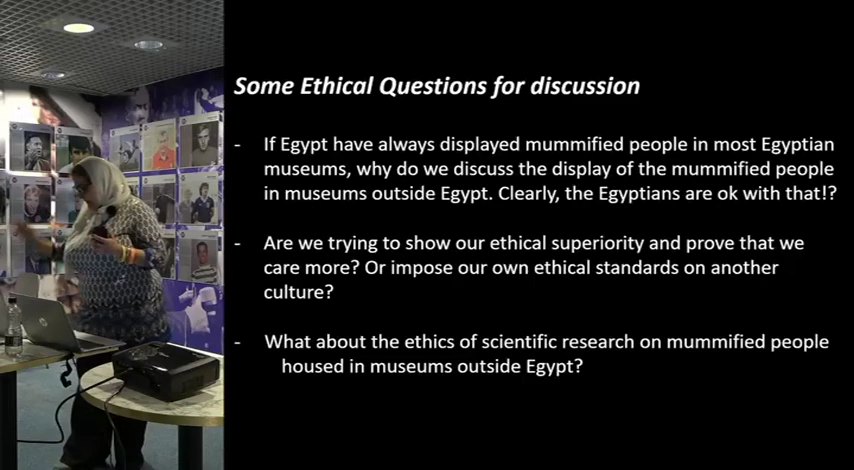 Some Ethical Questions for discussion
- If Egypt have always displayed mummified people in most Egyptian
museums, why do we discuss the display of the mummified people
in museums outside Egypt. Clearly, the Egyptians are ok with that!?
- Are we trying to show our ethical superiority and prove that we
care more? Or impose our own ethical standards on another
culture?
- What about the ethics of scientific research on mummified people
housed in museums outside Egypt?